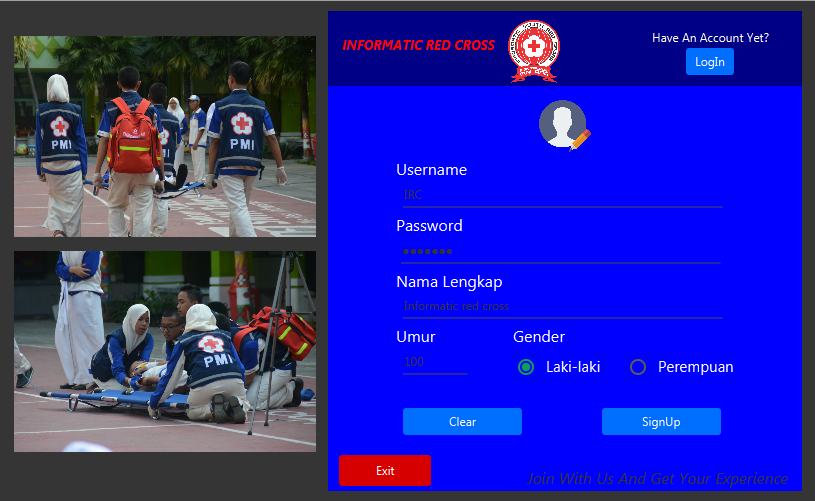 INFORMATIC RED CROSS
Have An Account Yet?
LogIn
PMI
PMI
PMI
Username
IRC
Password
•••••••
Nama Lengkap
Informatic red cross
Umur
Gender
100
Laki-laki
Perempuan
PMI
Clear
SignUp
Exit
Join With Us And Get Your Experience